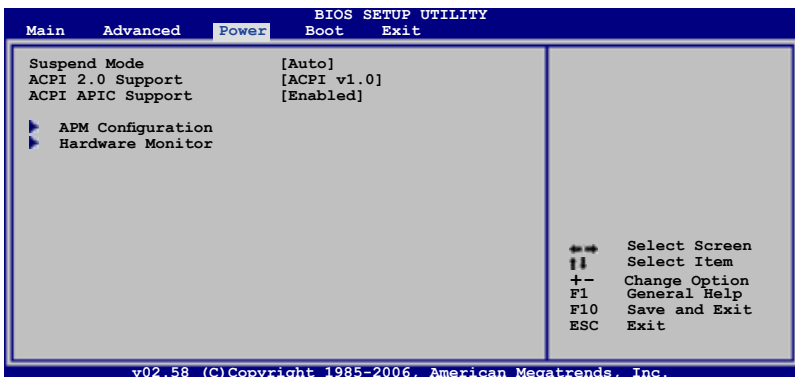 BIOS SETUP UTILITY
Main Advanced Power Boot Exit
Suspend Mode [Auto]
ACPI 2.0 Support [ACPI v1.0]
ACPI APIC Support [Enabled]
APM Configuration
Hardware Monitor
Select Screen
Select Item
+- Change Option
F1 General Help
F10 Save and Exit
ESC Exit
v02.58 (C)Copyright 1985-2006, American Megatrends, Inc.